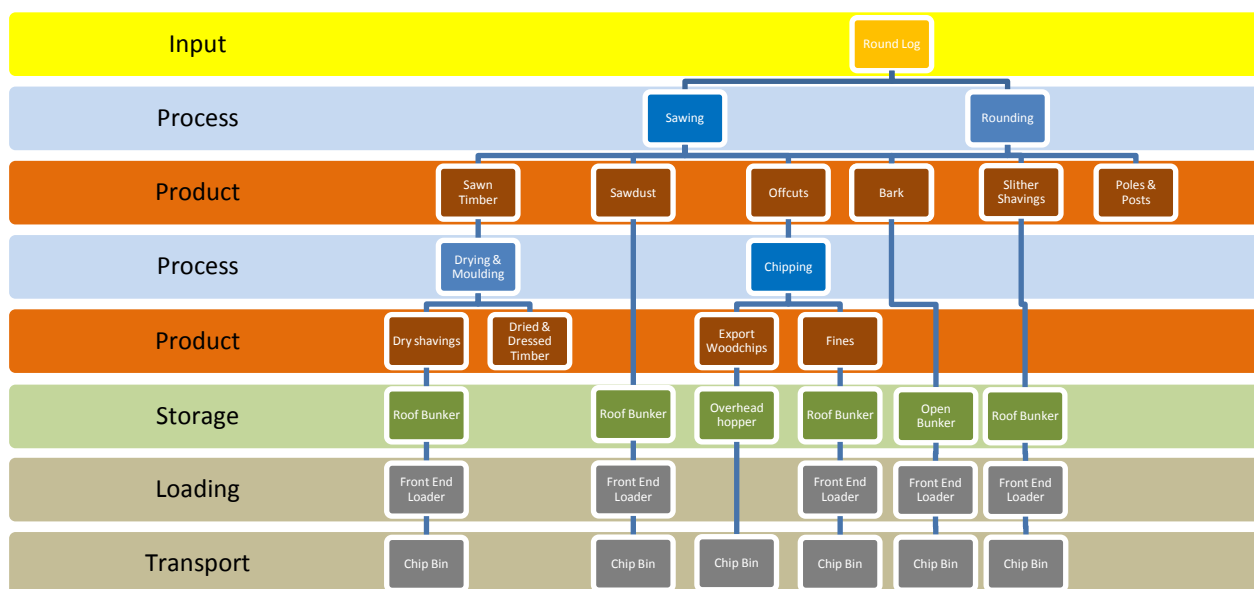 Input
Round Log
Process
Sawing
Rounding
Product
Sawn
Timber
Sawdust
Offcuts
Bark
Slither
Shavings
Poles &
Posts
Process
Drying &
Moulding
Chipping
Product
Dry shavings
Dried &
Dressed
Timber
Export
Woodchips
Fines
Storage
Roof Bunker
Roof Bunker
Overhead
hopper
Roof Bunker
Open
Bunker
Roof Bunker
Loading
Front End
Loader
Front End
Loader
Front End
Loader
Front End
Loader
Front End
Loader
Transport
Chip Bin
Chip Bin
Chip Bin
Chip Bin
Chip Bin
Chip Bin